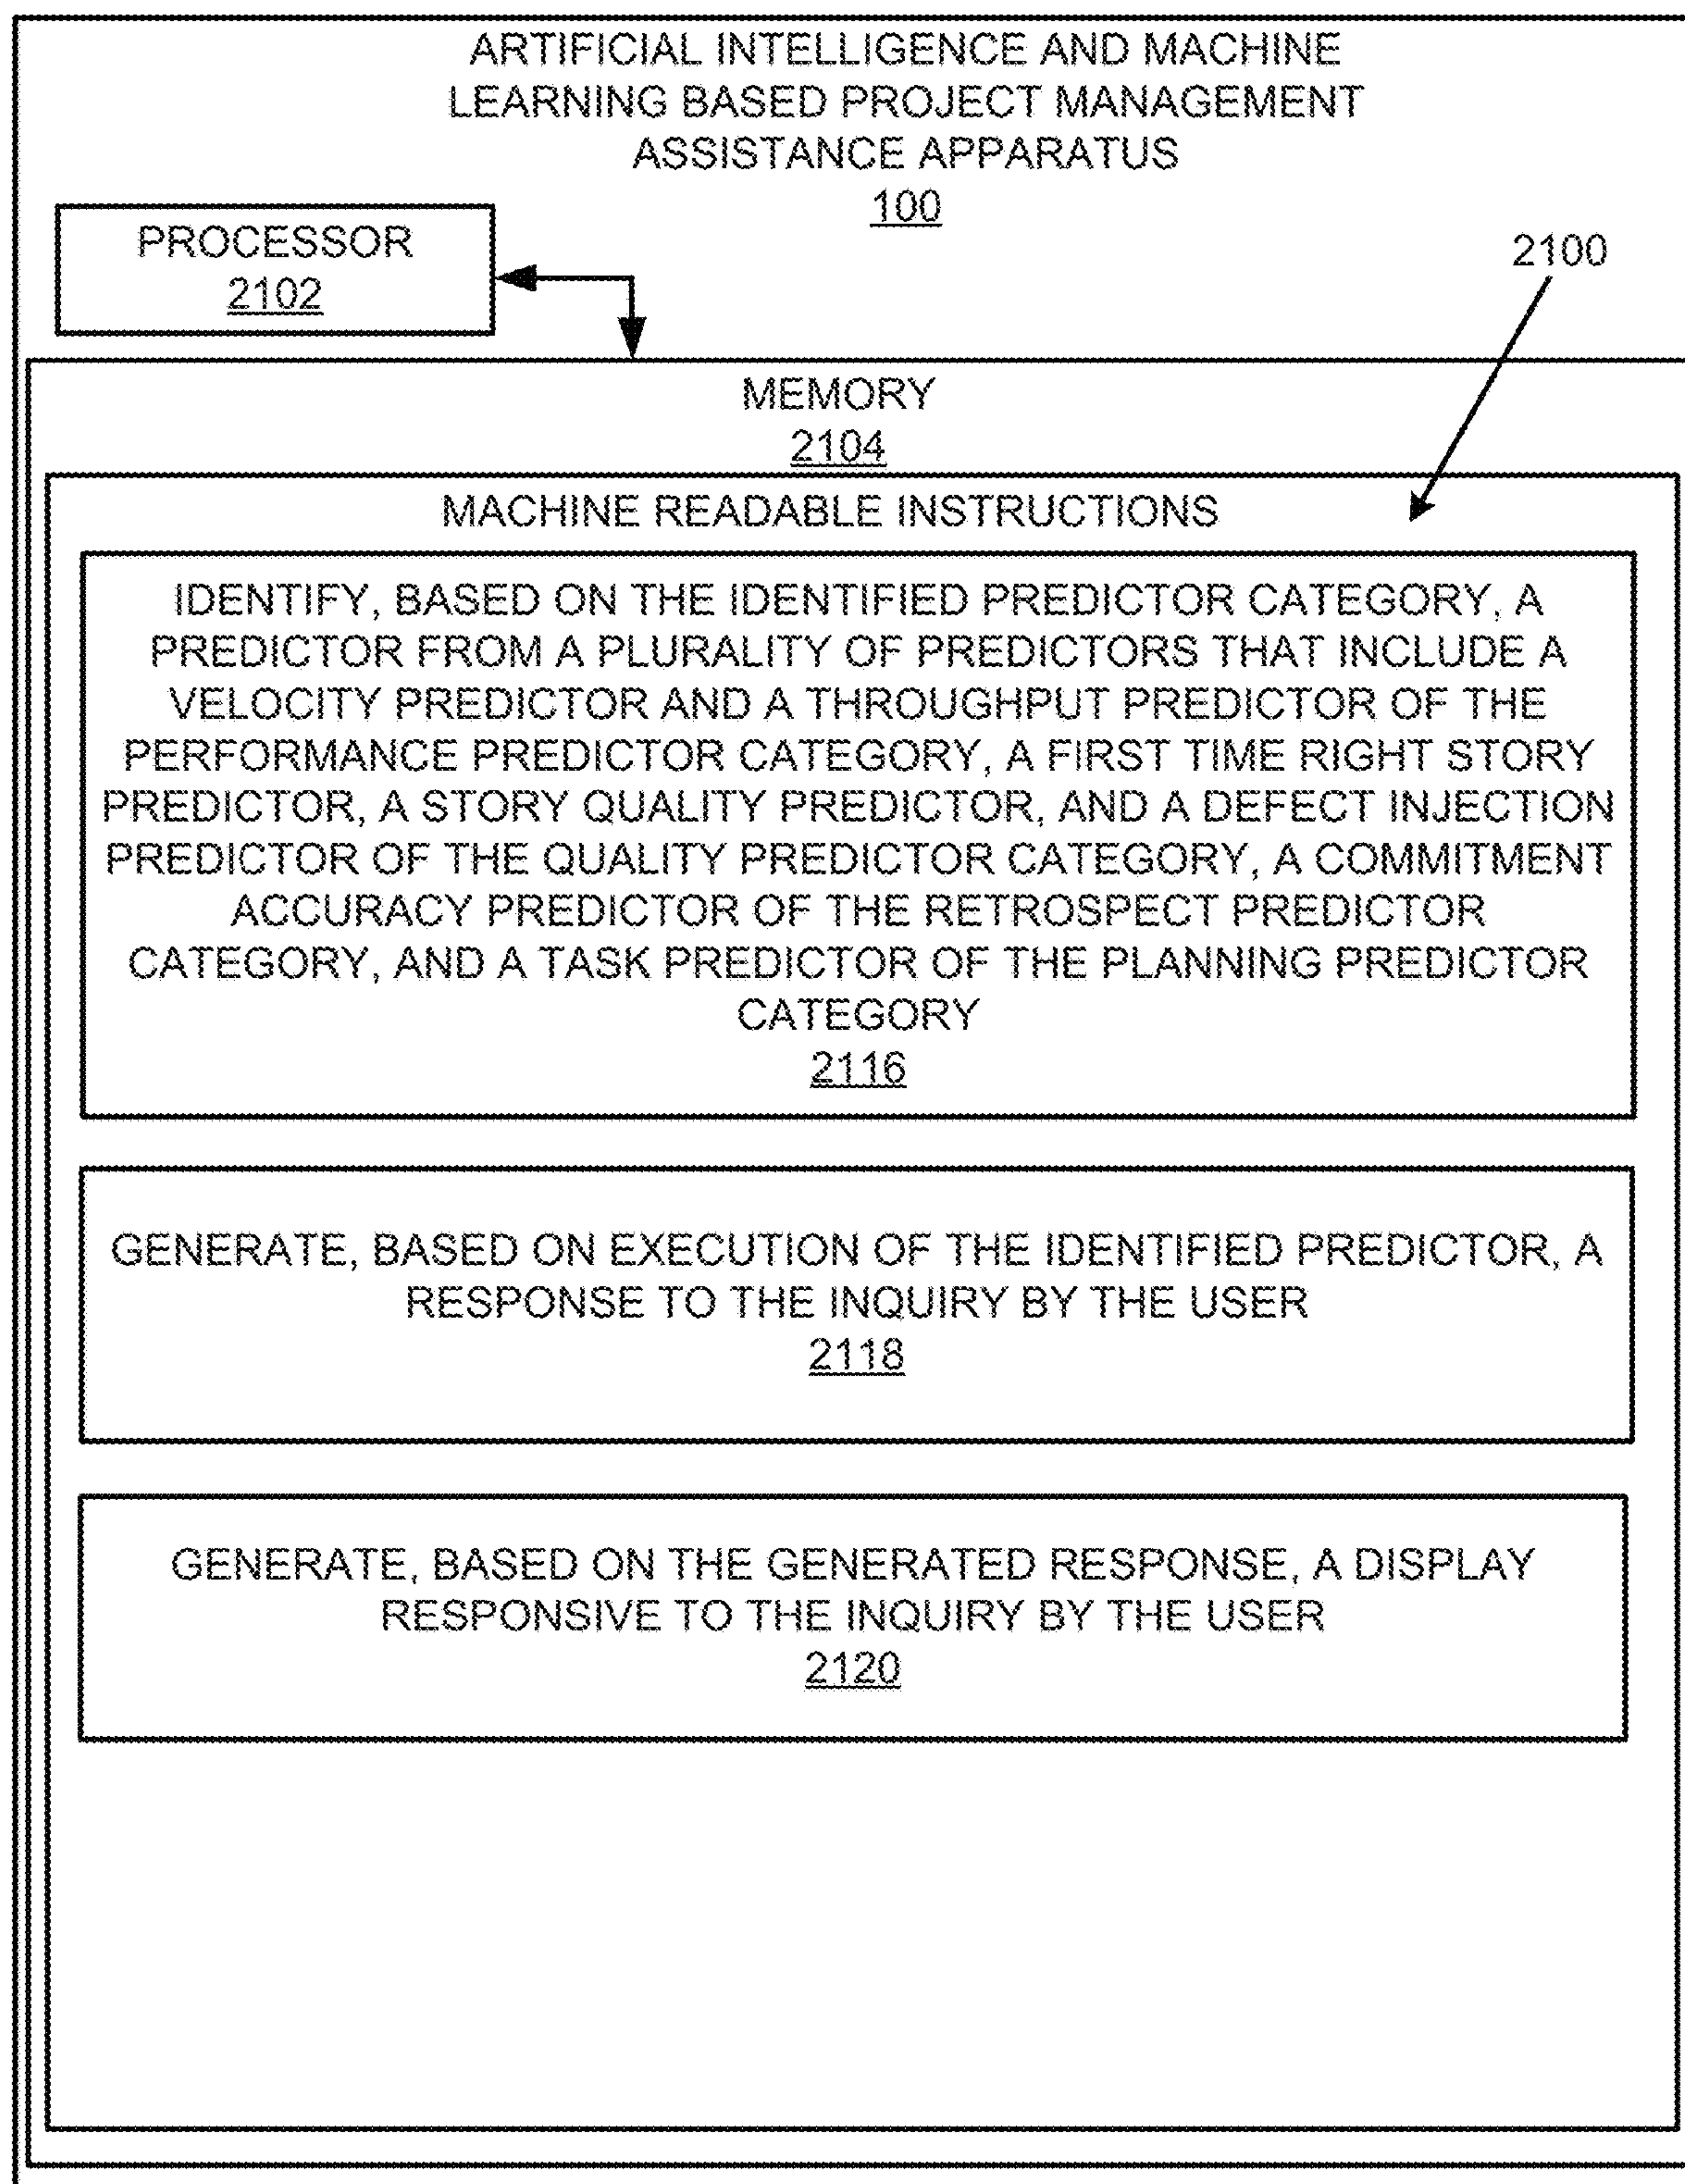 ARTIFICIAL INTELLIGENCE AND MACHINE
LEARNING BASED PROJECT MANAGEMENT
ASSISTANCE APPARATUS
100
PROCESSOR
2102
2100
MEMORY
2104
MACHINE READABLE INSTRUCTIONS
IDENTIFY, BASED ON THE IDENTIFIED PREDICTOR CATEGORY, A
PREDICTOR FROM A PLURALITY OF PREDICTORS THAT INCLUDE A
VELOCITY PREDICTOR AND A THROUGHPUT PREDICTOR OF THE
PERFORMANCE PREDICTOR CATEGORY, A FIRST TIME RIGHT STORY
PREDICTOR, A STORY QUALITY PREDICTOR, AND A DEFECT INJECTION
PREDICTOR OF THE QUALITY PREDICTOR CATEGORY, A COMMITMENT
ACCURACY PREDICTOR OF THE RETROSPECT PREDICTOR
CATEGORY, AND A TASK PREDICTOR OF THE PLANNING PREDICTOR
CATEGORY
2116
GENERATE, BASED ON EXECUTION OF THE IDENTIFIED PREDICTOR, A
RESPONSE TO THE INQUIRY BY THE USER
2118
GENERATE, BASED ON THE GENERATED RESPONSE, A DISPLAY
RESPONSIVE TO THE INQUIRY BY THE USER
2120